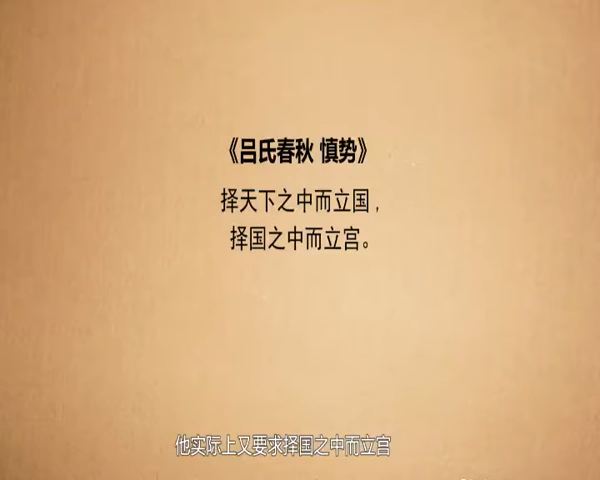 《吕氏春秋 慎势》
择天下之中而立国，
择国之中而立宫。
他实际上又要求择国之中而立宫